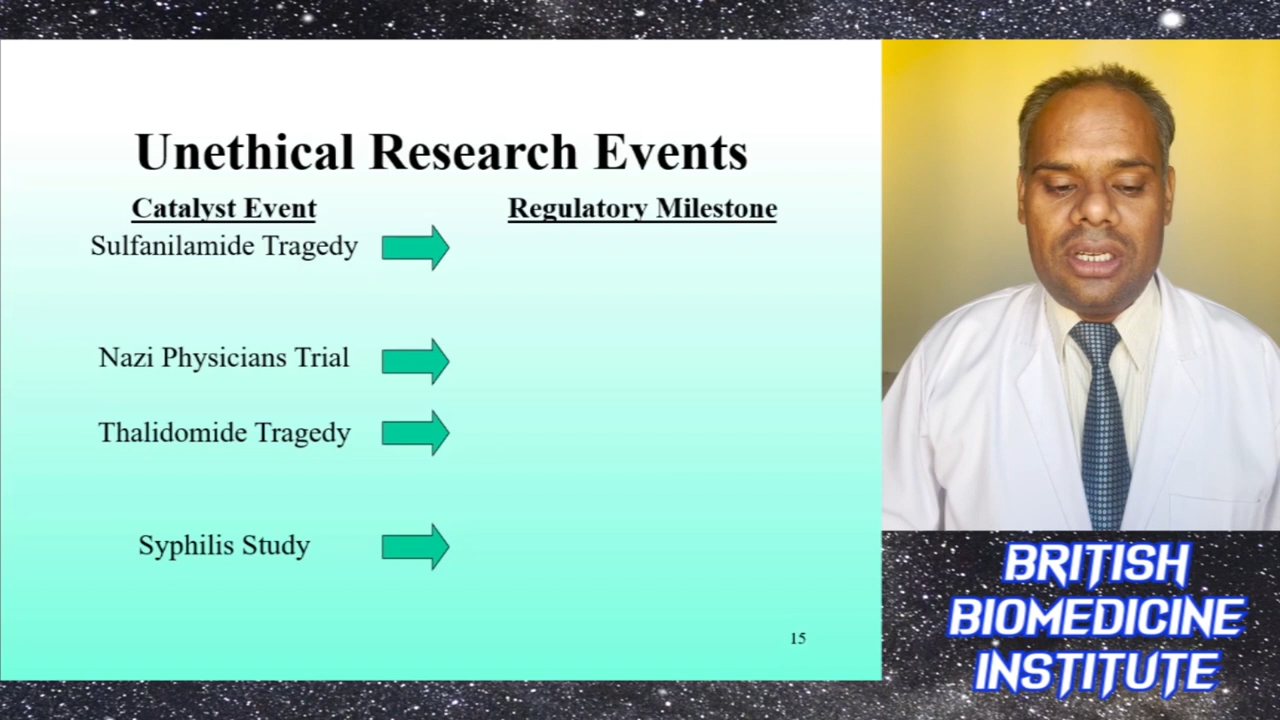 Unethical Research Events
Catalyst Event
Regulatory Milestone
Sulfanilamide Tragedy
Nazi Physicians Trial
Thalidomide Tragedy
Syphilis Study
15
BRITISH
BIOMEDICINE
INSTITUTE